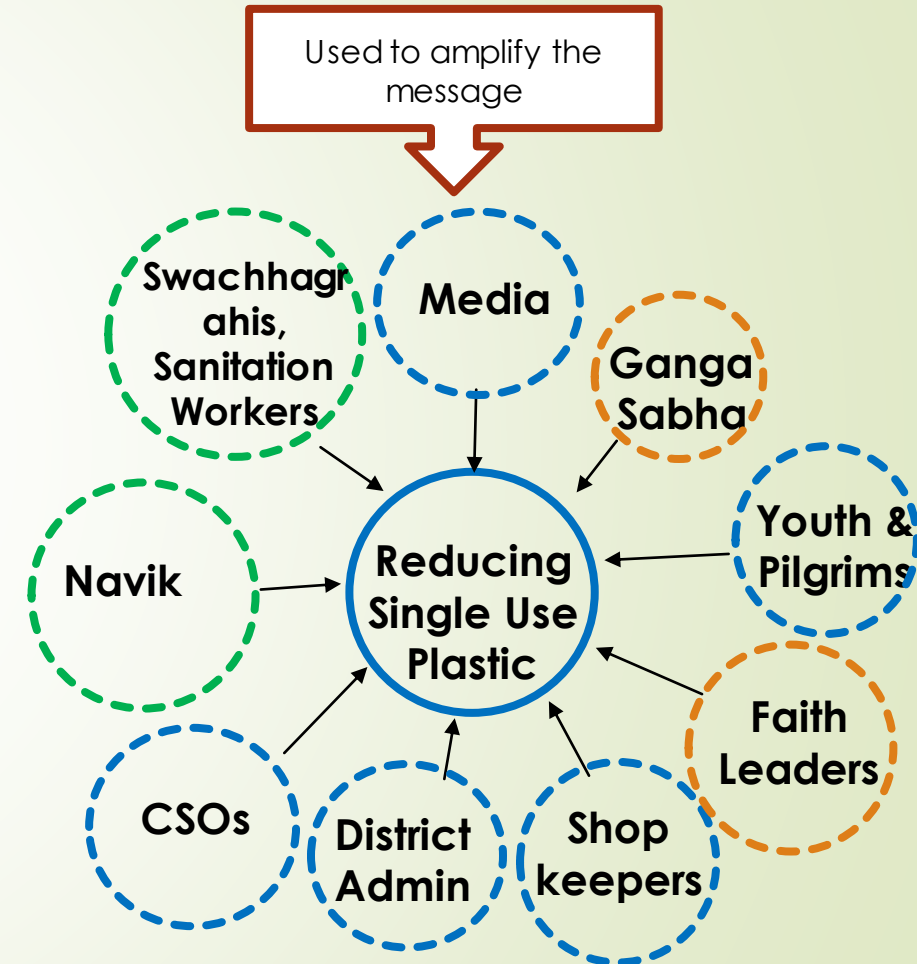 Used to amplify the
message
Swachhagr
ahis,
Sanitation
Workers
Media
Ganga
Sabha
Youth &
Pilgrims
Navik
Reducing
Single Use
Plastic
Faith
Leaders
CSOs
District
Admin
Shop
keepers